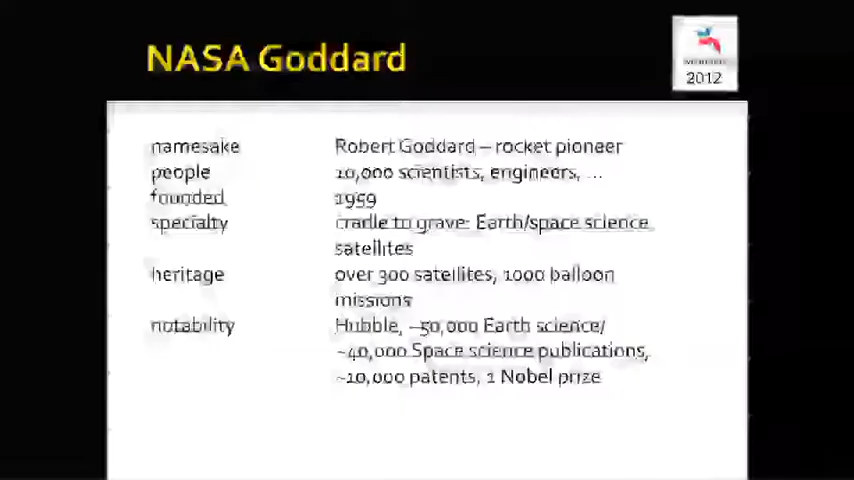 NASA Goddard
2012
namesake Robert Goddard – rocket pioneer
people 10,000 scientists, engineers, ...
founded 1959
specialty cradle to grave: Earth/space science
satellites
heritage over 300 satellites, 1000 balloon
missions
notability Hubble, ~50,000 Earth science/
~40,000 Space science publications,
~10,000 patents, 1 Nobel prize